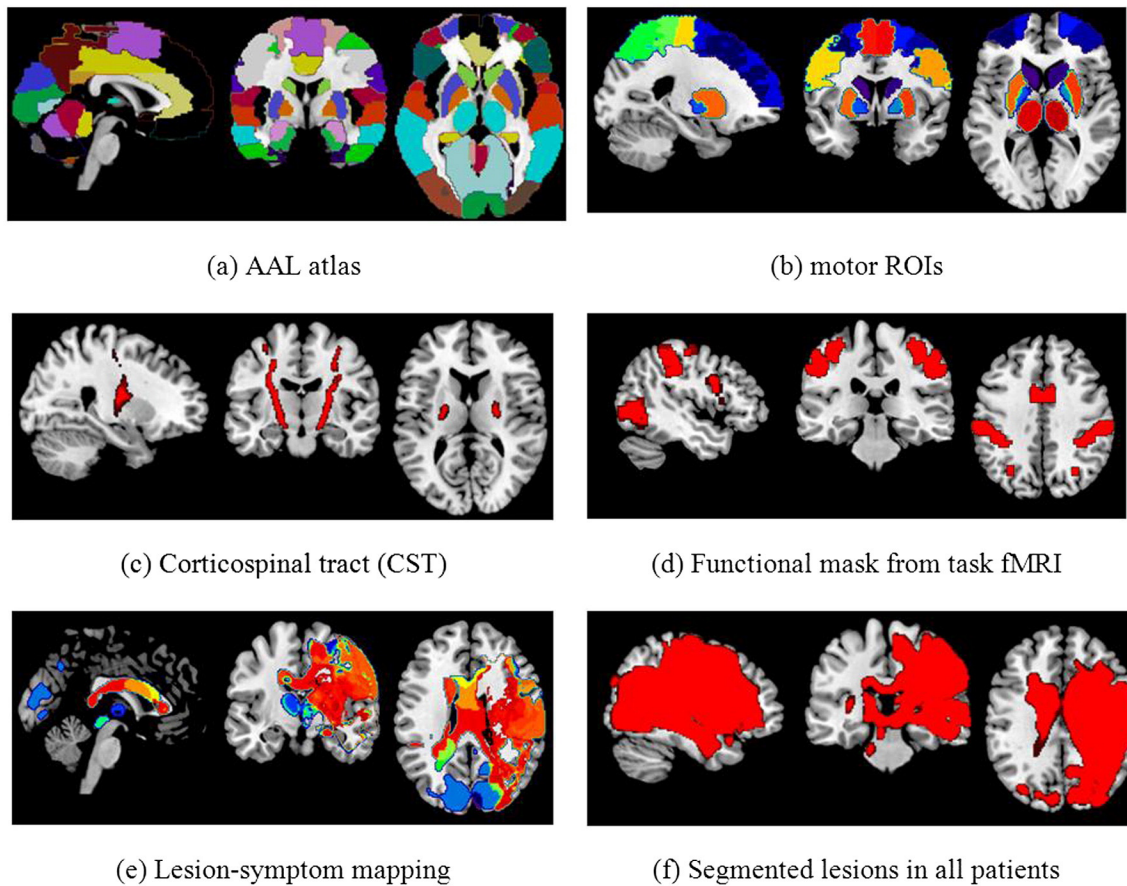 (a) AAL atlas
(b) motor ROIs
(c) Corticospinal tract (CST)
(d) Functional mask from task fMRI
(e) Lesion-symptom mapping
(f) Segmented lesions in all patients